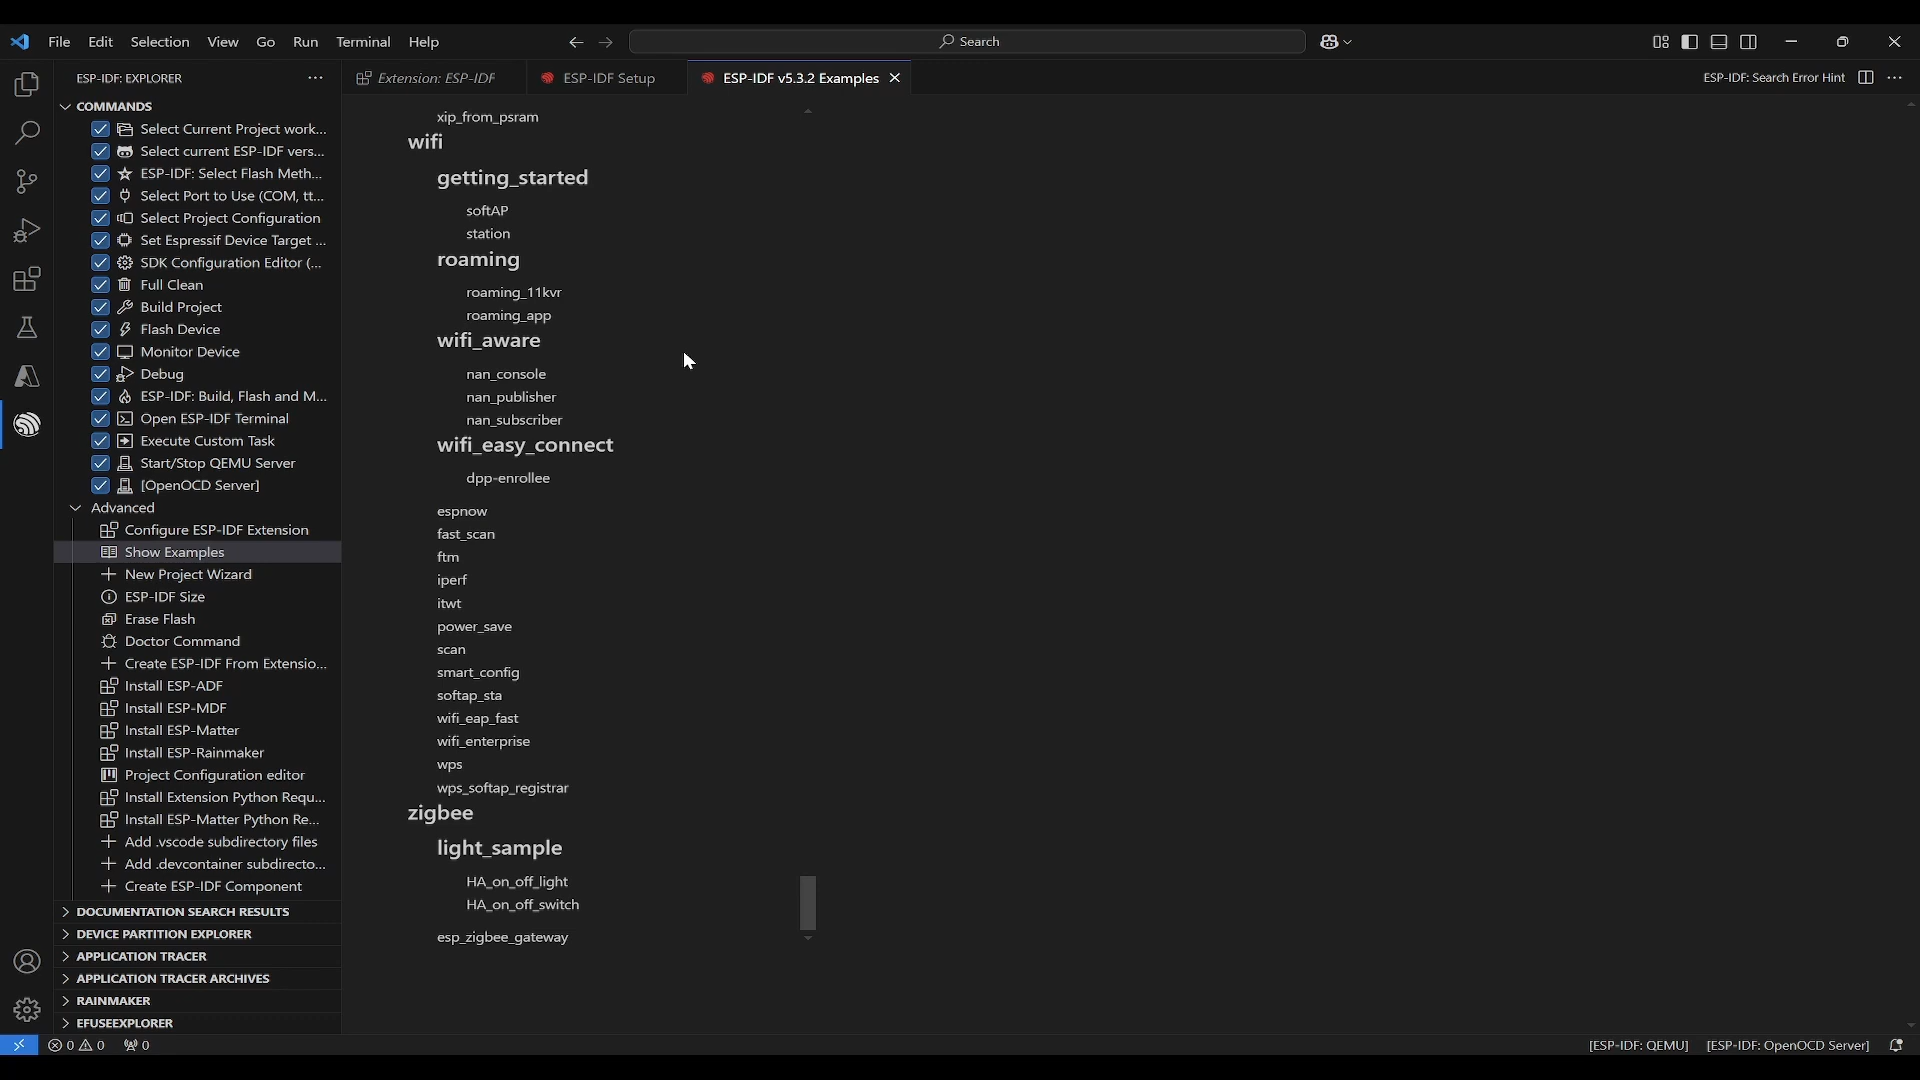 File Edit Selection View Go Run Terminal Help
Search
ESP-IDF: EXPLORER
Extension: ESP-IDF
ESP-IDF Setup
ESP-IDF v5.3.2 Examples
ESP-IDF: Search Error Hint
COMMANDS
Select Current Project work...
Select current ESP-IDF vers...
ESP-IDF: Select Flash Meth...
Select Port to Use (COM, tt...
Select Project Configuration
Set Espressif Device Target ...
SDK Configuration Editor (...
Full Clean
Build Project
Flash Device
Monitor Device
Debug
ESP-IDF: Build, Flash and M...
Open ESP-IDF Terminal
Execute Custom Task
Start/Stop QEMU Server
[OpenOCD Server]
Advanced
Configure ESP-IDF Extension
Show Examples
New Project Wizard
ESP-IDF Size
Erase Flash
Doctor Command
Create ESP-IDF From Extensio...
Install ESP-ADF
Install ESP-MDF
Install ESP-Matter
Install ESP-Rainmaker
Project Configuration editor
Install Extension Python Requ...
Install ESP-Matter Python Re...
Add .vscode subdirectory files
Add .devcontainer subdirecto...
Create ESP-IDF Component
DOCUMENTATION SEARCH RESULTS
DEVICE PARTITION EXPLORER
APPLICATION TRACER
APPLICATION TRACER ARCHIVES
RAINMAKER
EFUSEEXPLORER
xip_from_psram
wifi
getting_started
softAP
station
roaming
roaming_11kvr
roaming_app
wifi_aware
nan_console
nan_publisher
nan_subscriber
wifi_easy_connect
dpp-enrollee
espnow
fast_scan
ftm
iperf
itwt
power_save
scan
smart_config
softap_sta
wifi_eap_fast
wifi_enterprise
wps
wps_softap_registrar
zigbee
light_sample
HA_on_off_light
HA_on_off_switch
esp_zigbee_gateway
0 0 0
[ESP-IDF: QEMU] [ESP-IDF: OpenOCD Server]